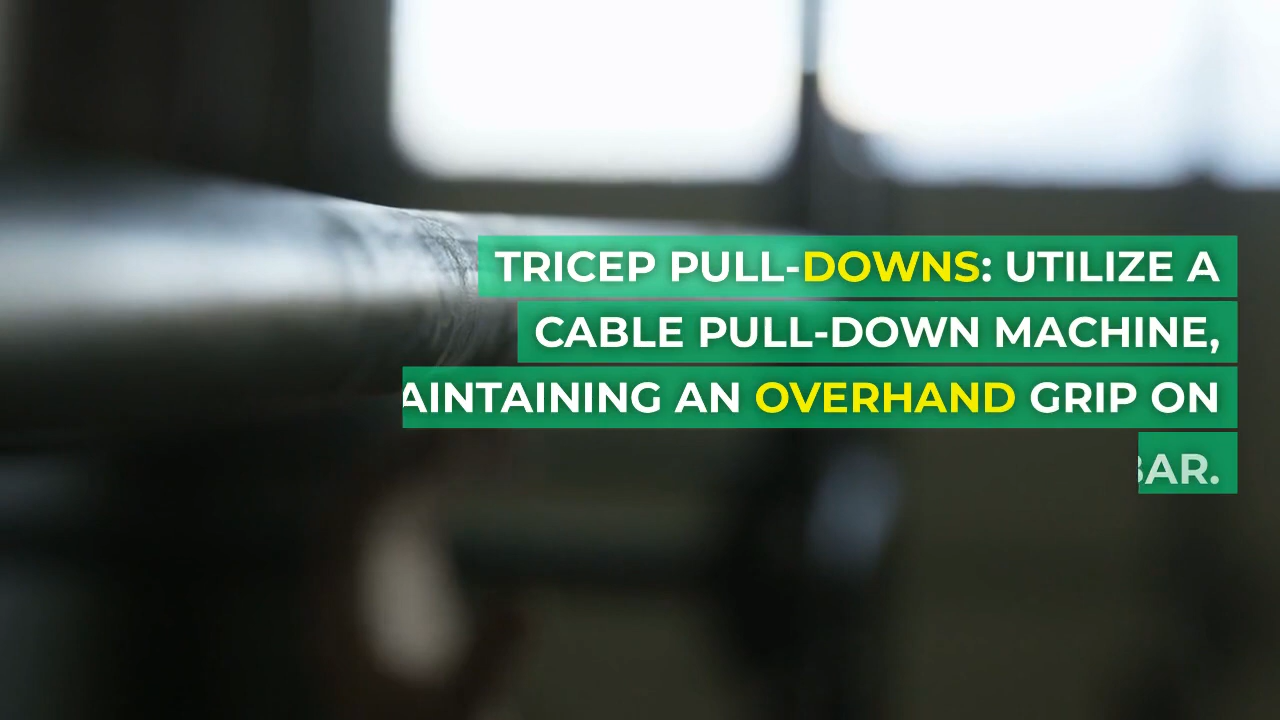 TRICEP PULL-DOWNS: UTILIZE A
CABLE PULL-DOWN MACHINE,
AINTAINING AN OVERHAND GRIP ON
BAR.